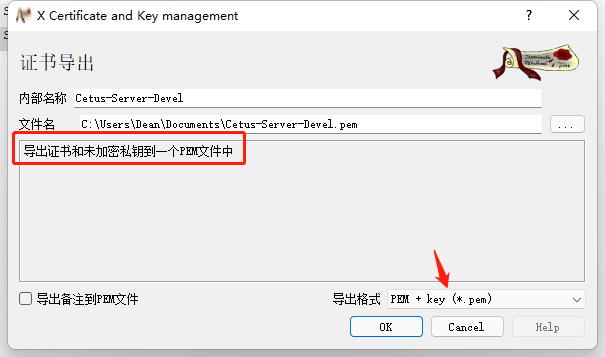 X Certificate and Key management
证书导出
内部名称 Cetus-Server-Devel
文件名 C:\Users\Dean\Documents\Cetus-Server-Devel.pem ...
导出证书和未加密私钥到一个PEM文件中
导出备注到PEM文件 导出格式 PEM + key (*.pem)
OK Cancel Help